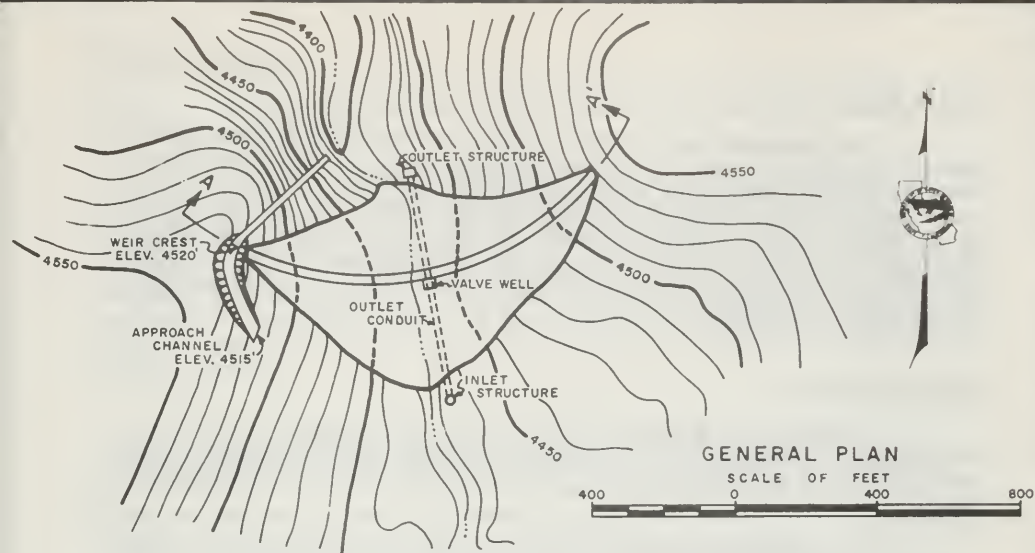 4400
4450
4500
A
A'
OUTLET STRUCTURE
4550
WEIR CREST
ELEV. 4520'
4550
VALVE WELL
4500
OUTLET
CONDUIT
APPROACH
CHANNEL
ELEV. 4515'
INLET
STRUCTURE
4450
GENERAL PLAN
SCALE OF FEET
400 0 400 800